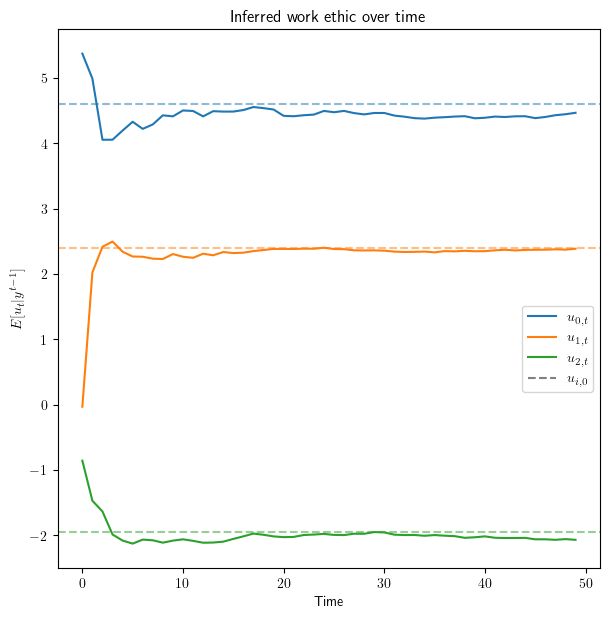 Inferred work ethic over time
E[u_t|y^{t−1}]
5
4
3
2
1
0
−1
−2
u_{0,t}
u_{1,t}
u_{2,t}
u_{i,0}
0
10
20
30
40
50
Time